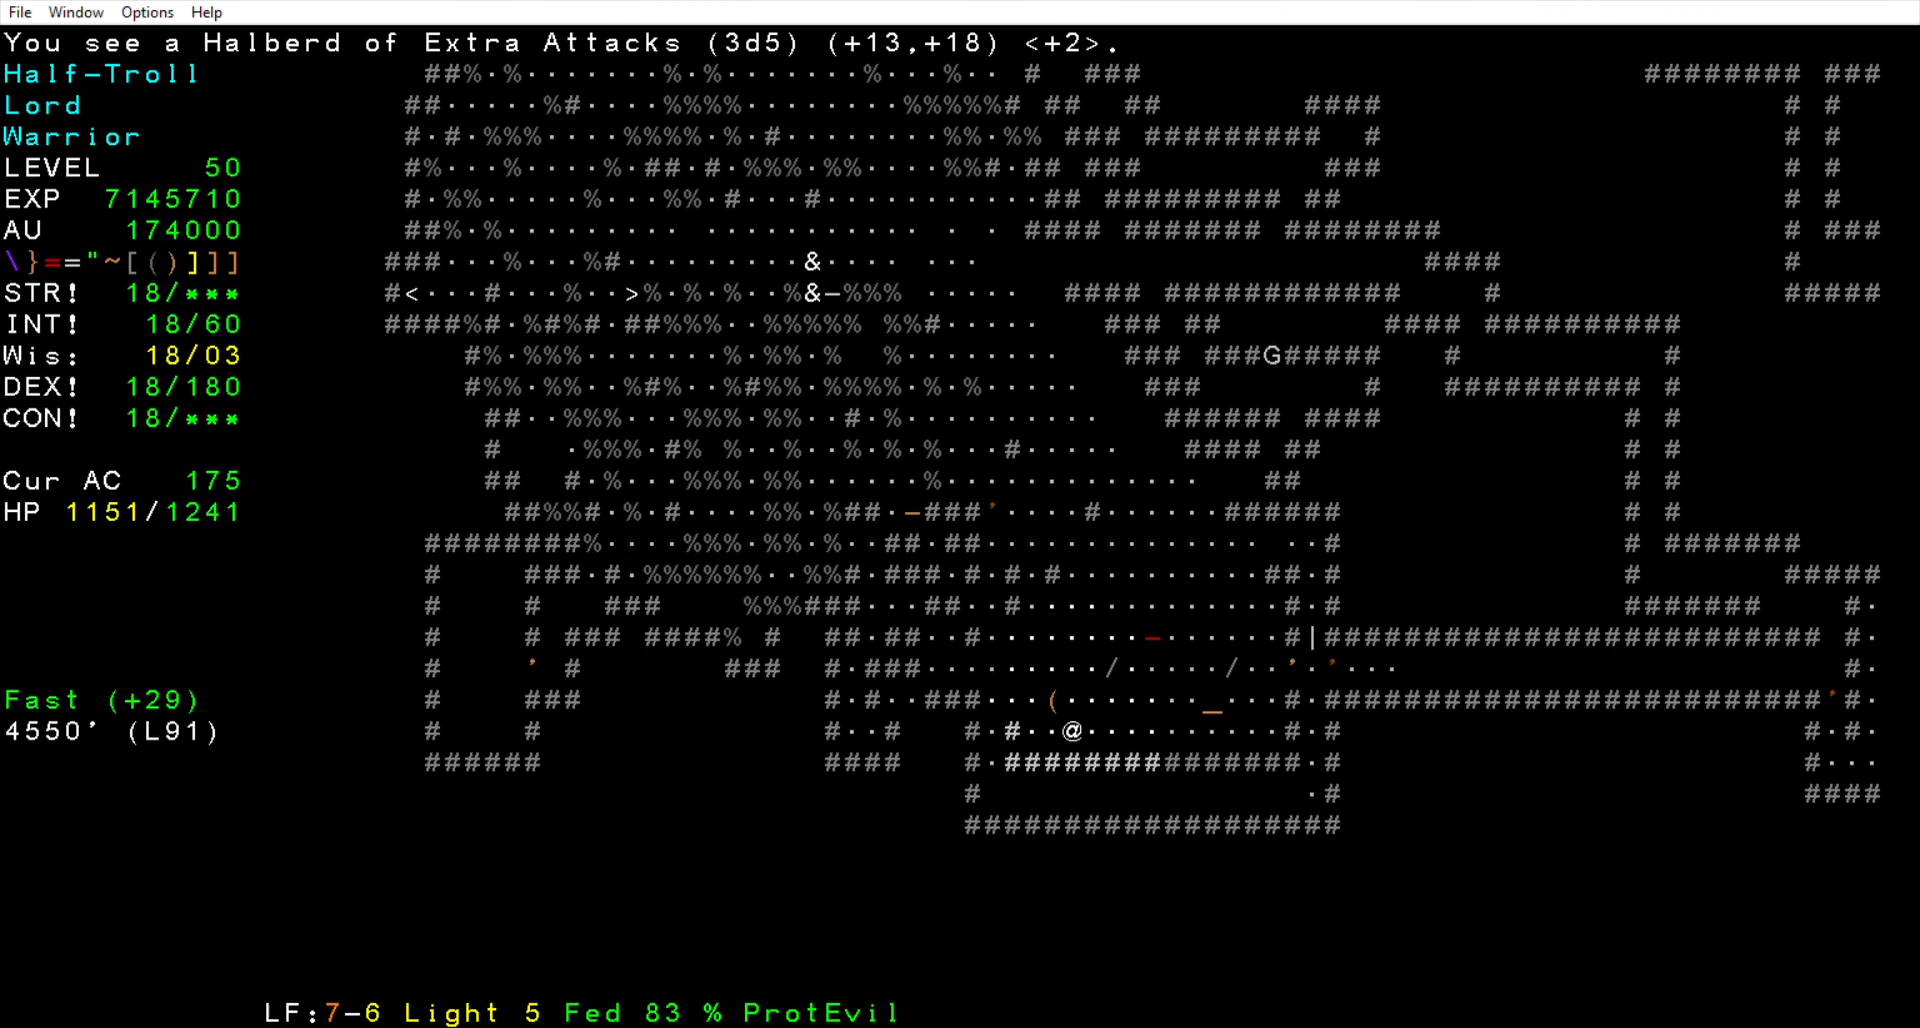 File Window Options Help
You see a Halberd of Extra Attacks (3d5) (+13,+18) <+2>.
Half-Troll
Lord
Warrior
LEVEL 50
EXP 7145710
AU 174000
\}=="~[()]]]
STR! 18/***
INT! 18/60
Wis: 18/03
DEX! 18/180
CON! 18/***
Cur AC 175
HP 1151/1241
Fast (+29)
4550' (L91)
LF:7-6 Light 5 Fed 83 % ProtEvil